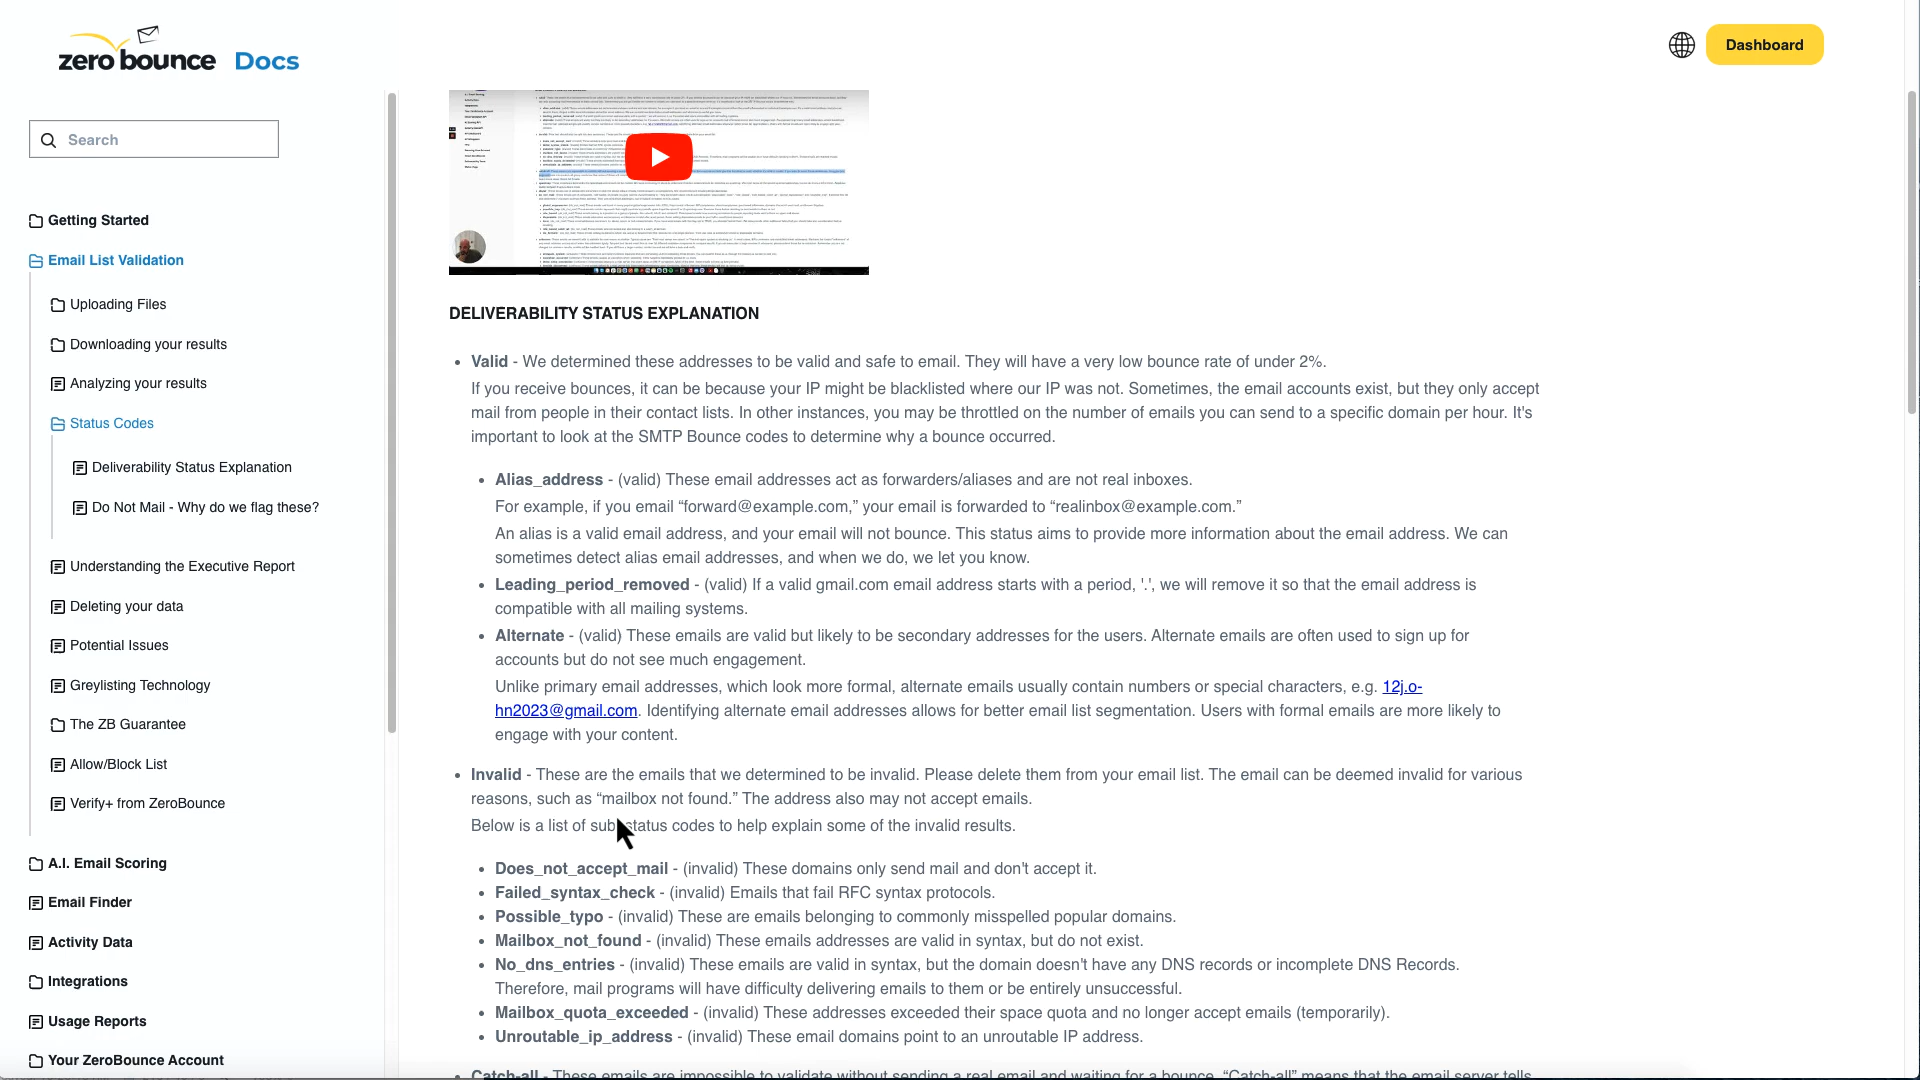 zero bounce Docs
Dashboard
Search
Getting Started
Email List Validation
Uploading Files
Downloading your results
Analyzing your results
Status Codes
Deliverability Status Explanation
Do Not Mail - Why do we flag these?
Understanding the Executive Report
Deleting your data
Potential Issues
Greylisting Technology
The ZB Guarantee
Allow/Block List
Verify+ from ZeroBounce
A.I. Email Scoring
Email Finder
Activity Data
Integrations
Usage Reports
Your ZeroBounce Account
DELIVERABILITY STATUS EXPLANATION
• Valid - We determined these addresses to be valid and safe to email. They will have a very low bounce rate of under 2%.
If you receive bounces, it can be because your IP might be blacklisted where our IP was not. Sometimes, the email accounts exist, but they only accept
mail from people in their contact lists. In other instances, you may be throttled on the number of emails you can send to a specific domain per hour. It's
important to look at the SMTP Bounce codes to determine why a bounce occurred.
• Alias_address - (valid) These email addresses act as forwarders/aliases and are not real inboxes.
For example, if you email “forward@example.com,” your email is forwarded to “realinbox@example.com.”
An alias is a valid email address, and your email will not bounce. This status aims to provide more information about the email address. We can
sometimes detect alias email addresses, and when we do, we let you know.
• Leading_period_removed - (valid) If a valid gmail.com email address starts with a period, '.', we will remove it so that the email address is
compatible with all mailing systems.
• Alternate - (valid) These emails are valid but likely to be secondary addresses for the users. Alternate emails are often used to sign up for
accounts but do not see much engagement.
Unlike primary email addresses, which look more formal, alternate emails usually contain numbers or special characters, e.g. 12j.o-
hn2023@gmail.com. Identifying alternate email addresses allows for better email list segmentation. Users with formal emails are more likely to
engage with your content.
• Invalid - These are the emails that we determined to be invalid. Please delete them from your email list. The email can be deemed invalid for various
reasons, such as “mailbox not found.” The address also may not accept emails.
Below is a list of sub status codes to help explain some of the invalid results.
• Does_not_accept_mail - (invalid) These domains only send mail and don't accept it.
• Failed_syntax_check - (invalid) Emails that fail RFC syntax protocols.
• Possible_typo - (invalid) These are emails belonging to commonly misspelled popular domains.
• Mailbox_not_found - (invalid) These emails addresses are valid in syntax, but do not exist.
• No_dns_entries - (invalid) These emails are valid in syntax, but the domain doesn't have any DNS records or incomplete DNS Records.
Therefore, mail programs will have difficulty delivering emails to them or be entirely unsuccessful.
• Mailbox_quota_exceeded - (invalid) These addresses exceeded their space quota and no longer accept emails (temporarily).
• Unroutable_ip_address - (invalid) These email domains point to an unroutable IP address.
• Catch-all - These emails are impossible to validate without sending a real email and waiting for a bounce. “Catch-all” means that the email server tells